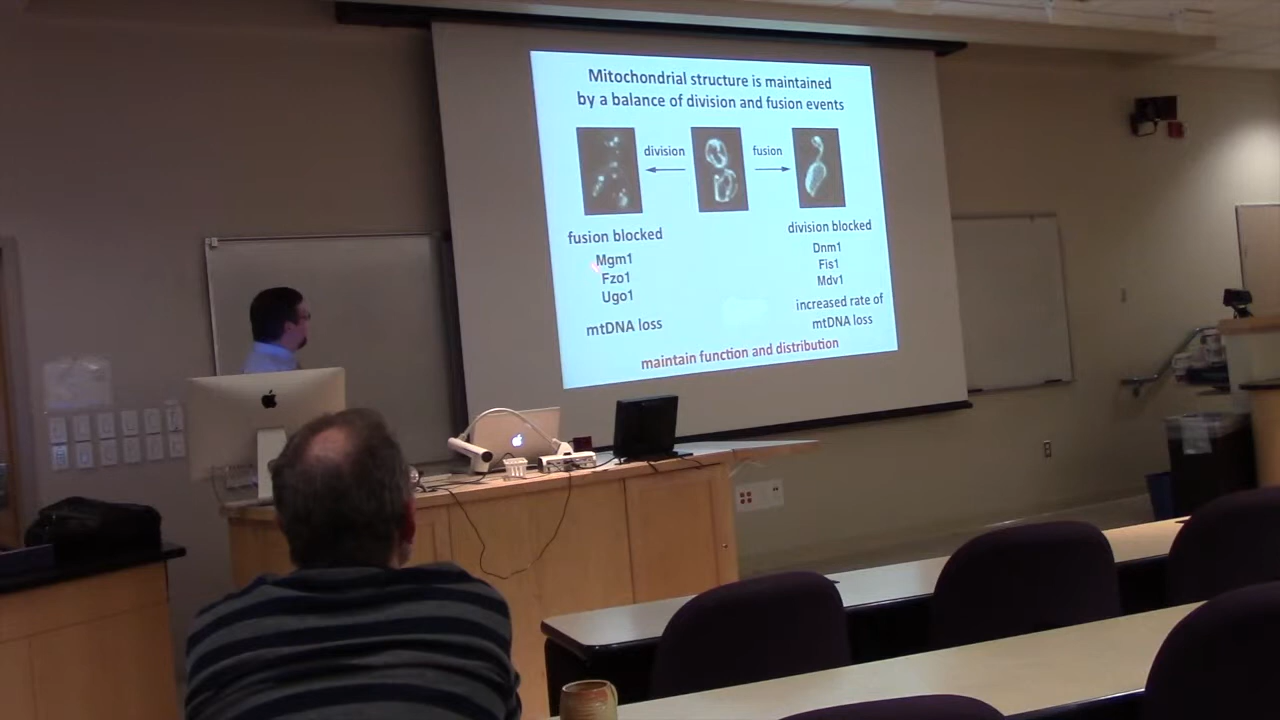 Mitochondrial structure is maintained
by a balance of division and fusion events
division
fusion
fusion blocked
Mgm1
Fzo1
Ugo1
mtDNA loss
division blocked
Dnm1
Fis1
Mdv1
increased rate of
mtDNA loss
maintain function and distribution